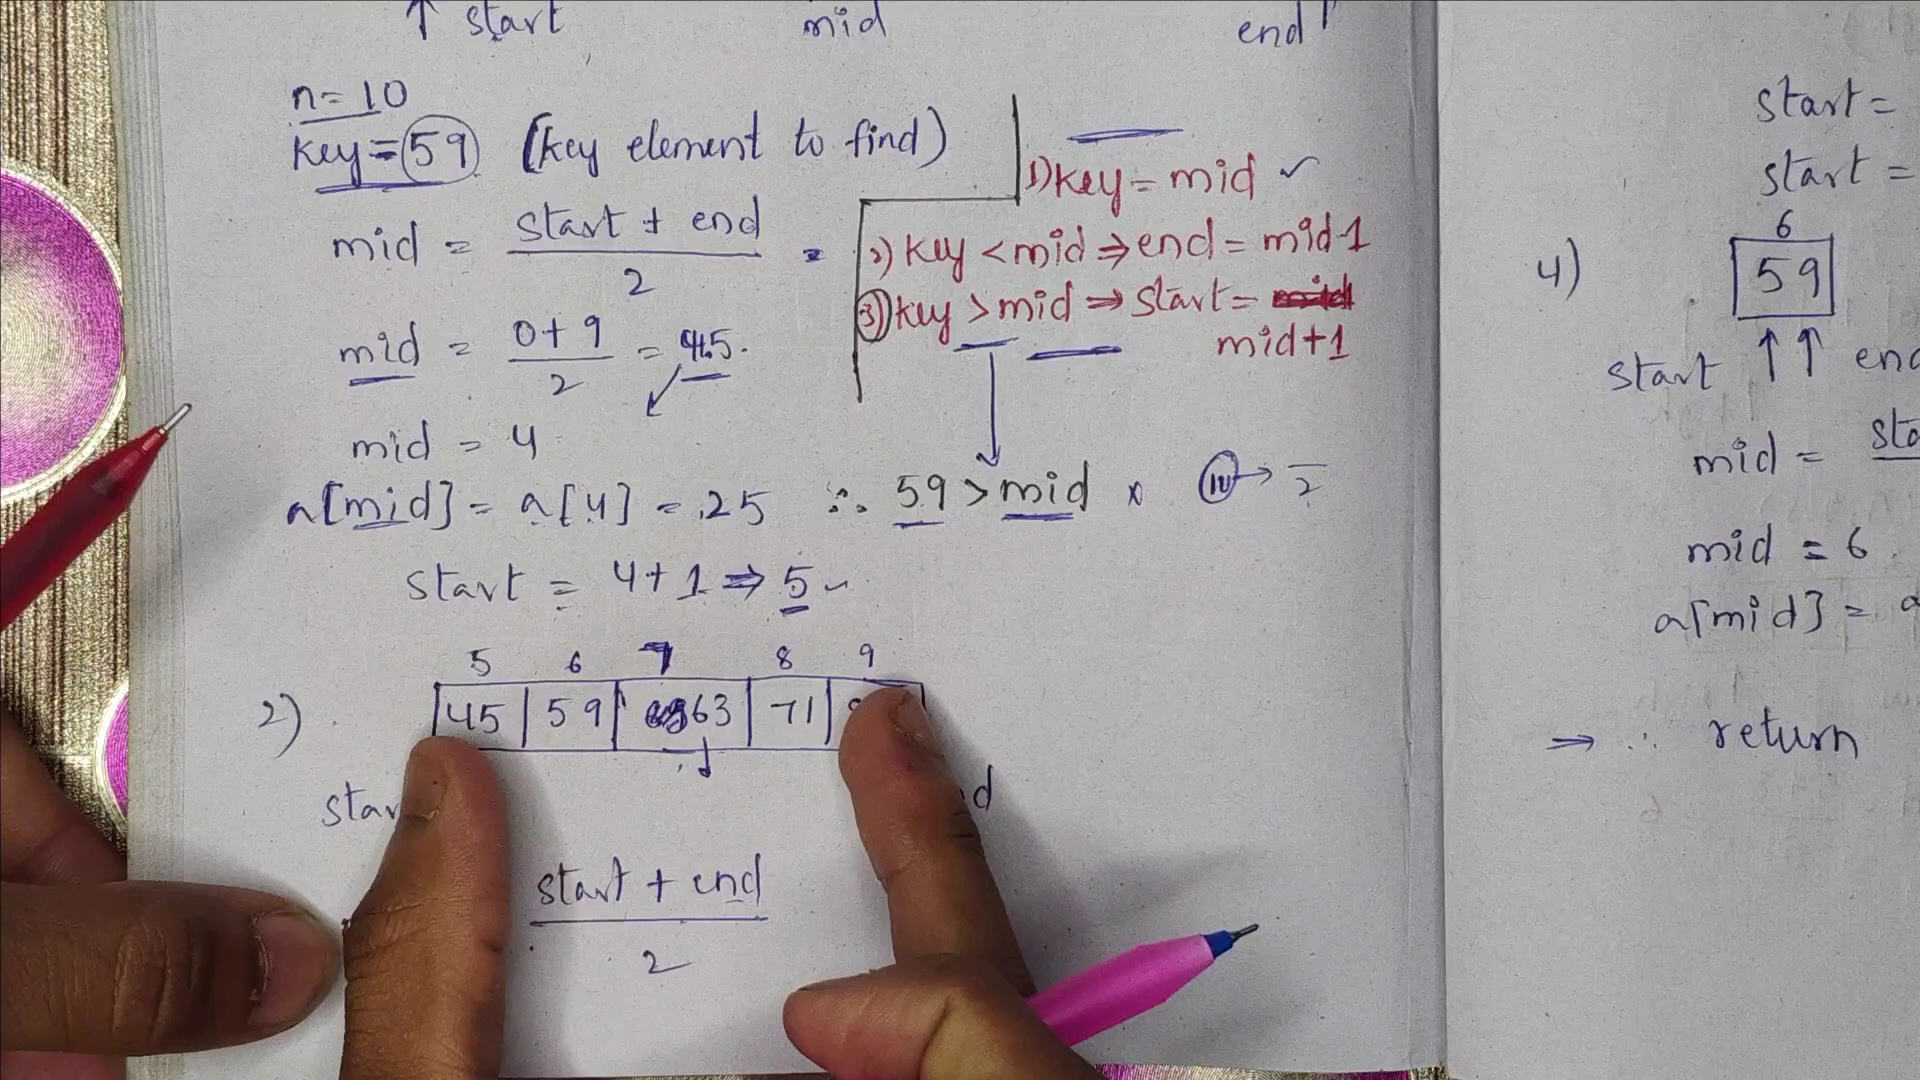 ↑ start mid end ↑
n= 10
key=59 (key element to find)
1) key = mid ✓
mid = start + end / 2 =
2) key < mid ⇒ end = mid-1
3) key > mid ⇒ start =
mid+1
mid = 0+9 / 2 = 4.5.
mid = 4
a[mid] = a[4] = 25 ∴ 59 > mid
start = 4+1 ⇒ 5
5 6 7 8 9
2) 45 59 63 71
start + end
2
start =
start =
6
4) 59
start ↑ ↑ end
mid =
mid = 6
a[mid] =
⇒ ∴ return